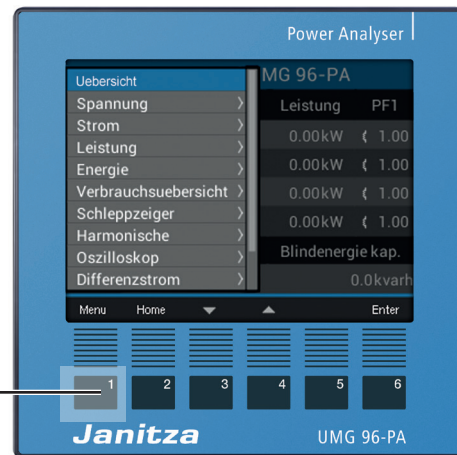 Power Analyser
Uebersicht
MG 96-PA
Spannung
Leistung PF1
Strom
0.00kW 1.00
Leistung
Energie
0.00kW 1.00
Verbrauchsuebersicht
0.00kW 1.00
Schleppzeiger
0.00kW 1.00
Harmonische
Oszilloskop
Blindenergie kap.
Differenzstrom
0.0kvarh
Menu Home Enter
1 2 3 4 5 6
Janitza UMG 96-PA